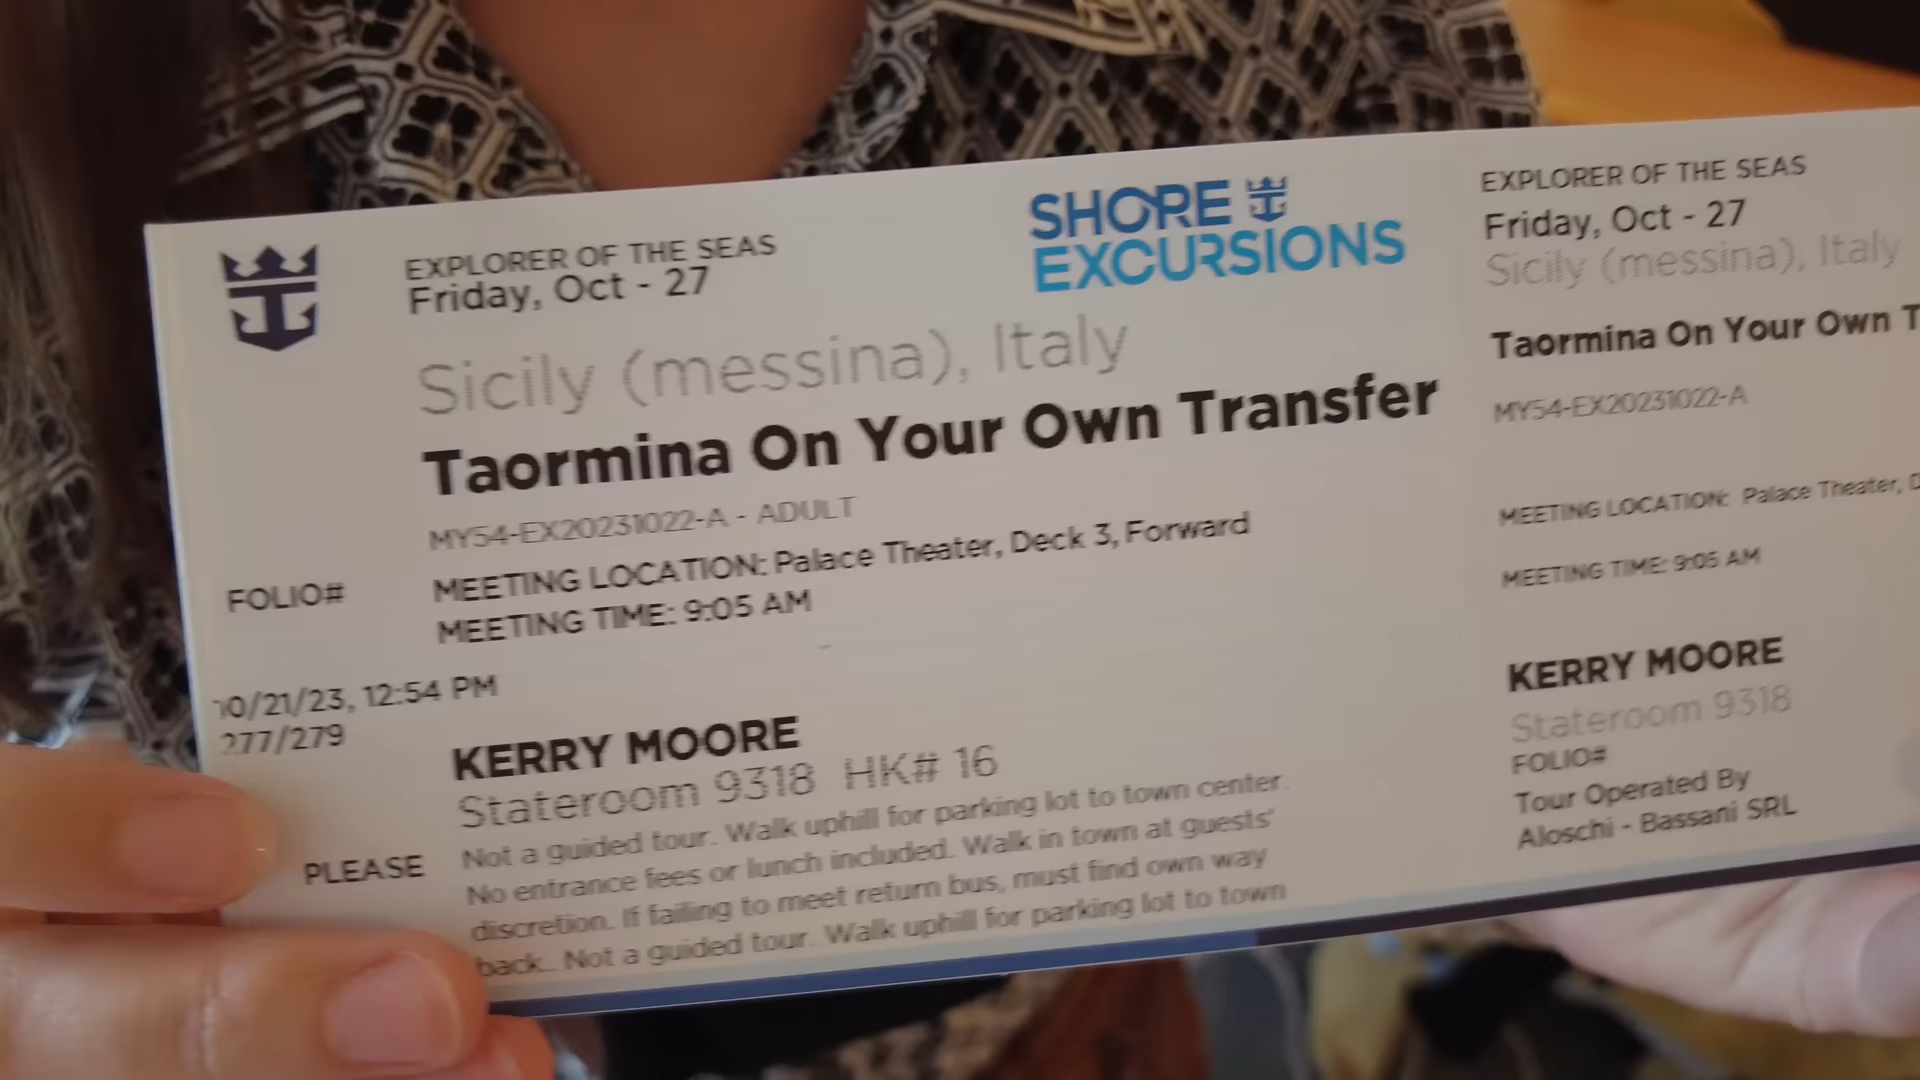 EXPLORER OF THE SEAS
Friday, Oct - 27
SHORE
EXCURSIONS
Sicily (messina), Italy
Taormina On Your Own Transfer
MY54-EX20231022-A - ADULT
MEETING LOCATION: Palace Theater, Deck 3, Forward
FOLIO#
MEETING TIME: 9:05 AM
10/21/23, 12:54 PM
277/279
KERRY MOORE
Stateroom 9318 HK# 16
PLEASE
Not a guided tour. Walk uphill for parking lot to town center.
No entrance fees or lunch included. Walk in town at guests'
discretion. If failing to meet return bus, must find own way
back. Not a guided tour. Walk uphill for parking lot to town
EXPLORER OF THE SEAS
Friday, Oct - 27
Sicily (messina), Italy
Taormina On Your Own T
MY54-EX20231022-A
MEETING LOCATION: Palace Theater, D
MEETING TIME: 9:05 AM
KERRY MOORE
Stateroom 9318
FOLIO#
Tour Operated By
Aloschi - Bassani SRL